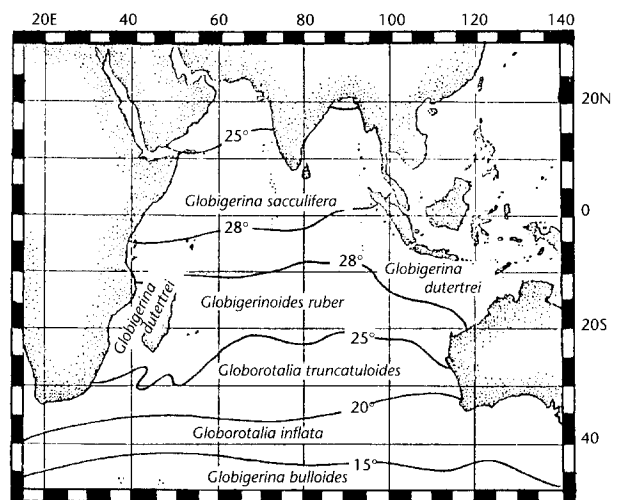 20E 40 60 80 100 120 140
20N
25°
Globigerina sacculifera
0
28°
28°
Globigerina
dutertrei
Globigerina
dutertrei
Globigerinoides ruber
20S
25°
Globorotalia truncatuloides
20°
Globorotalia inflata
40
15°
Globigerina bulloides